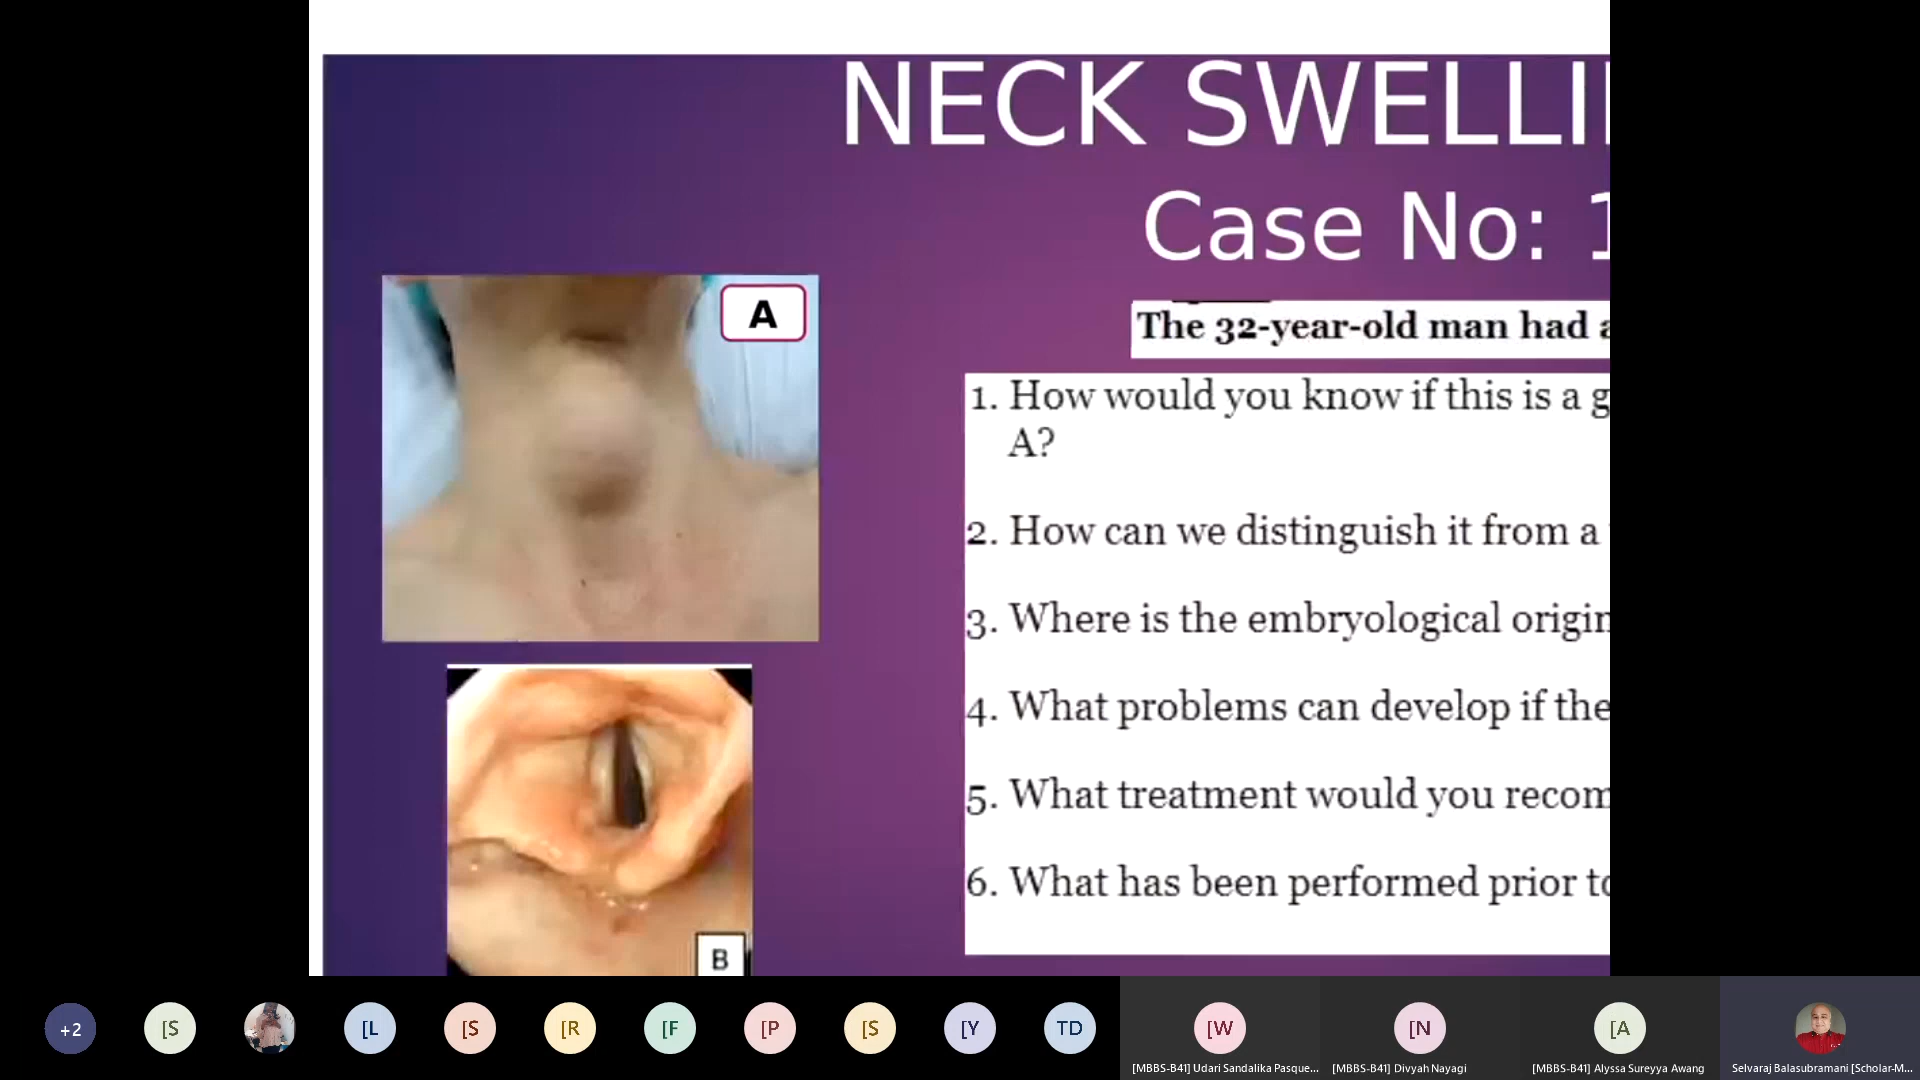 NECK SWELLI
Case No: 1
A
The 32-year-old man had a
1. How would you know if this is a g
A?
2. How can we distinguish it from a
3. Where is the embryological origin
4. What problems can develop if the
5. What treatment would you recom
6. What has been performed prior to
B
+2
[S
[L
[S
[R
[F
[P
[S
[Y
TD
[W
[N
[A
[MBBS-B41] Udari Sandalika Pasque...
[MBBS-B41] Divyah Nayagi
[MBBS-B41] Alyssa Sureyya Awang
Selvaraj Balasubramani [Scholar-M...